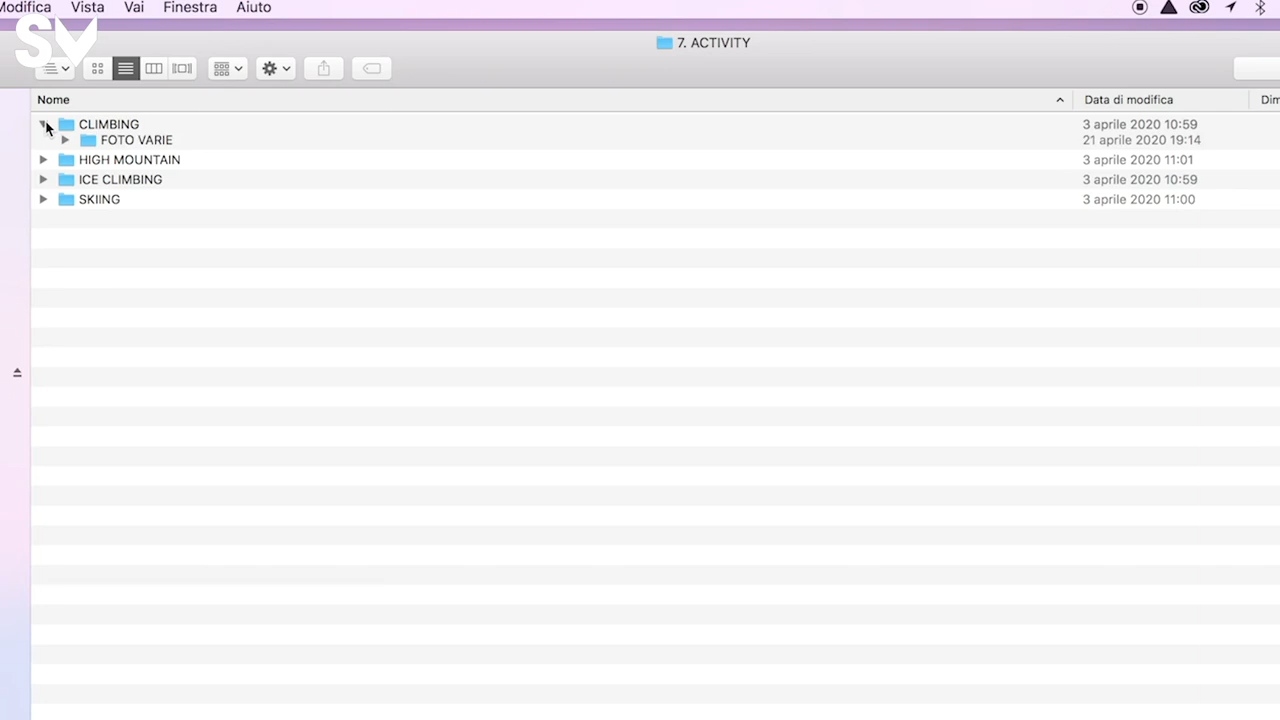 Modifica Vista Vai Finestra Aiuto
SV
7. ACTIVITY
Nome Data di modifica
CLIMBING 3 aprile 2020 10:59
FOTO VARIE 21 aprile 2020 19:14
HIGH MOUNTAIN 3 aprile 2020 11:01
ICE CLIMBING 3 aprile 2020 10:59
SKIING 3 aprile 2020 11:00